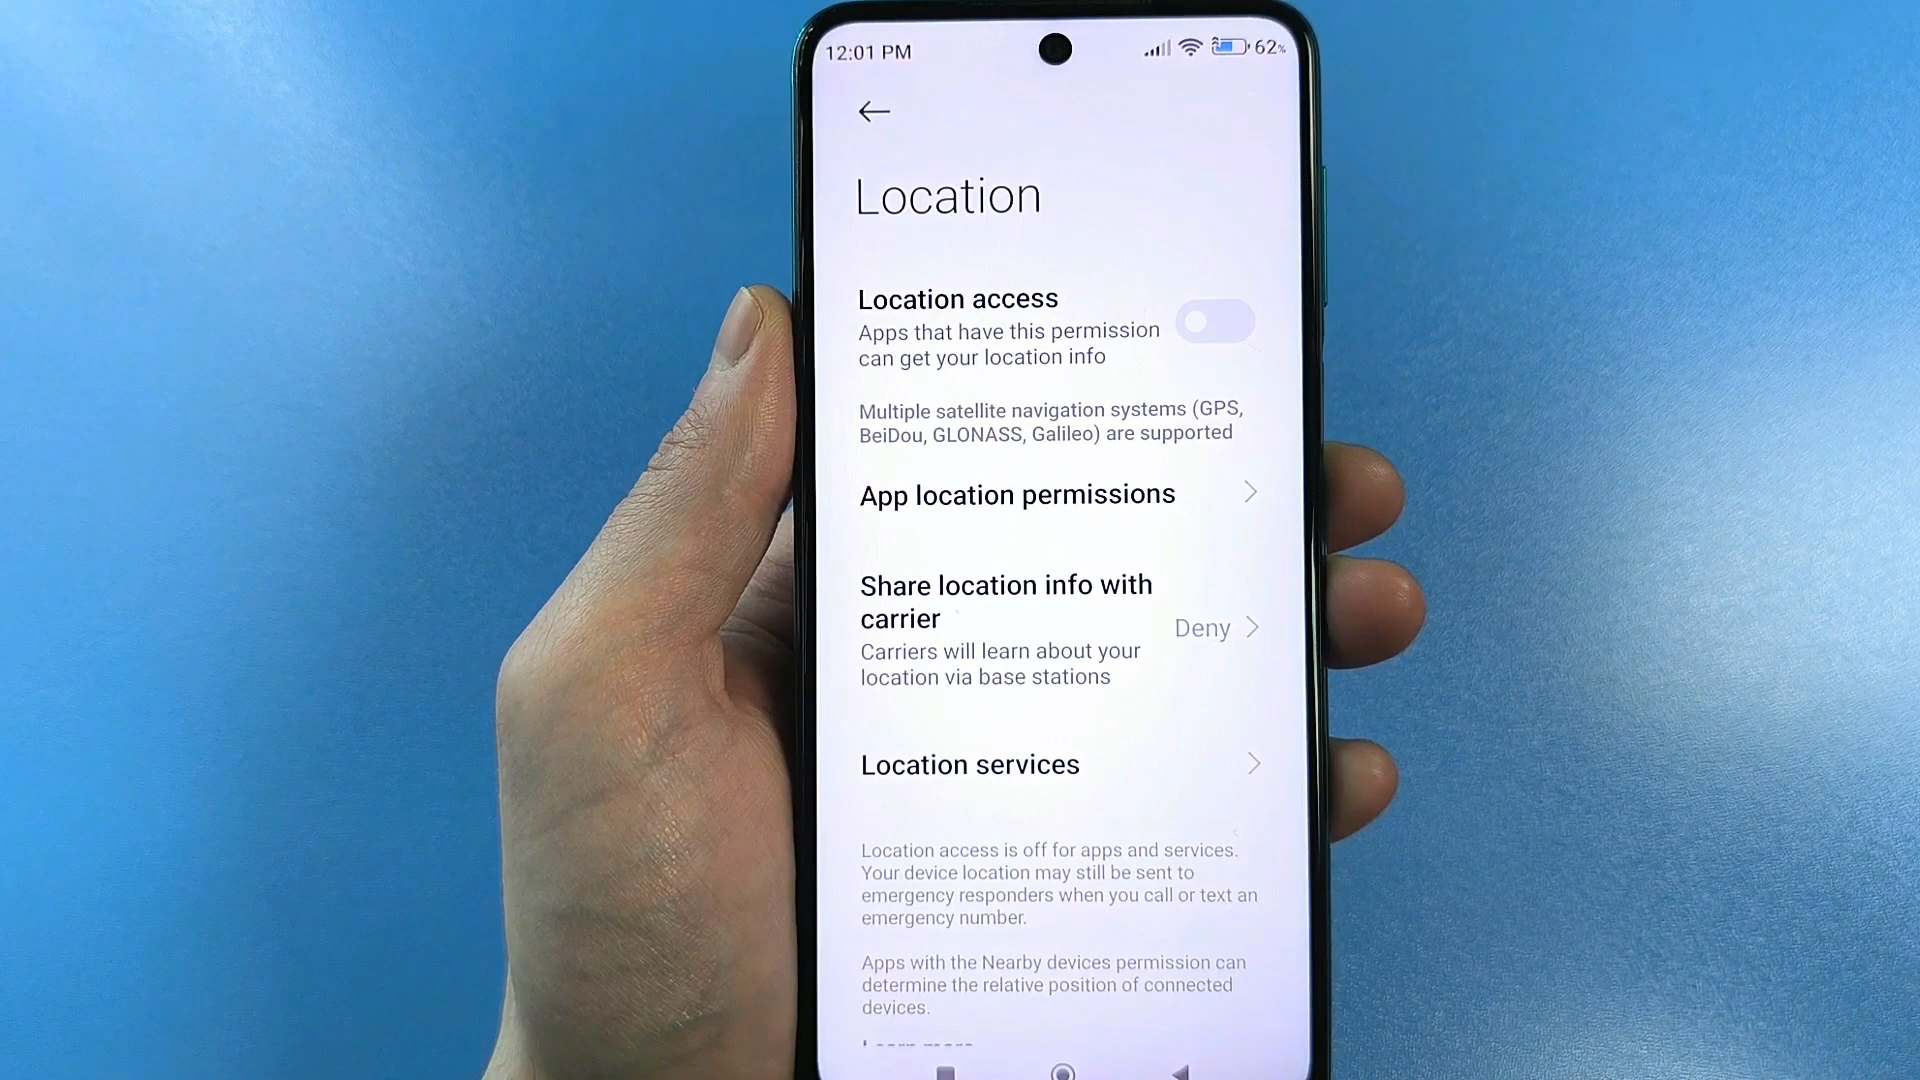 12:01 PM
62%
Location
Location access
Apps that have this permission
can get your location info
Multiple satellite navigation systems (GPS,
BeiDou, GLONASS, Galileo) are supported
App location permissions
Share location info with
carrier
Deny
Carriers will learn about your
location via base stations
Location services
Location access is off for apps and services.
Your device location may still be sent to
emergency responders when you call or text an
emergency number.
Apps with the Nearby devices permission can
determine the relative position of connected
devices.